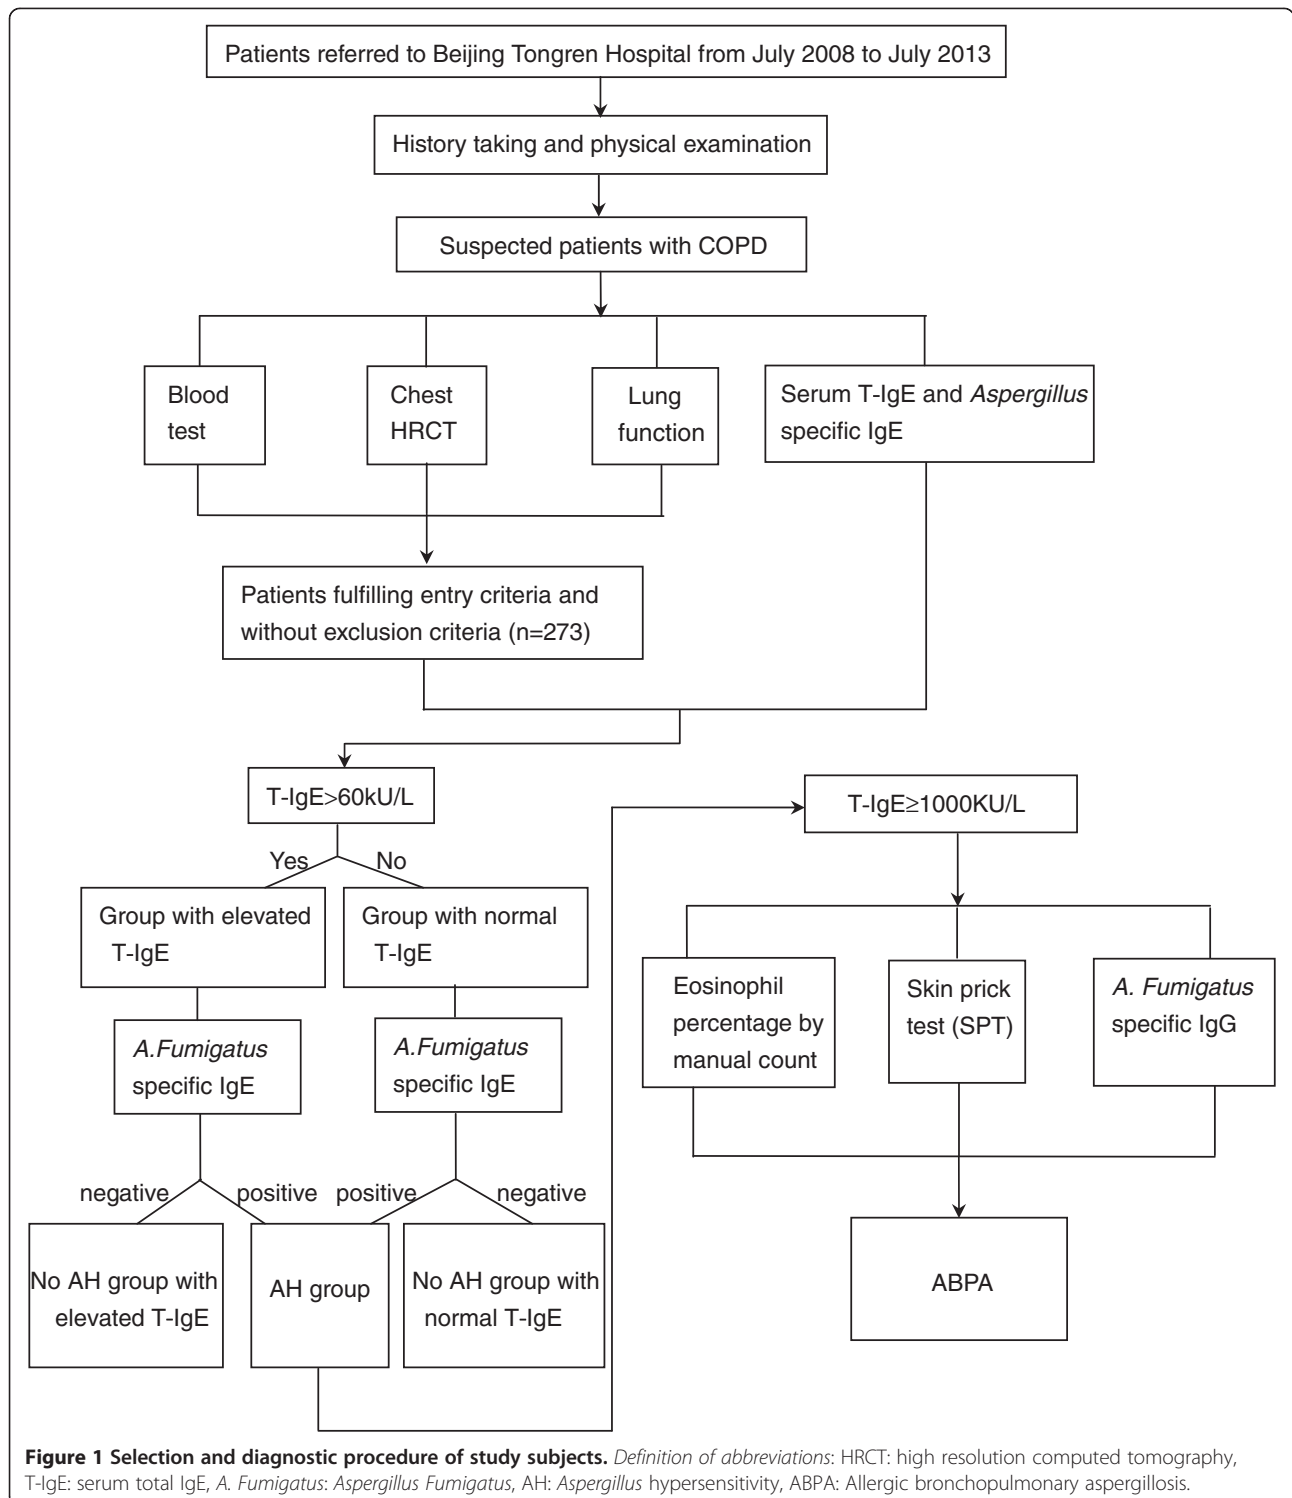 Patients referred to Beijing Tongren Hospital from July 2008 to July 2013
History taking and physical examination
Suspected patients with COPD
Blood
test
Chest
HRCT
Lung
function
Serum T-IgE and Aspergillus
specific IgE
Patients fulfilling entry criteria and
without exclusion criteria (n=273)
T-IgE>60kU/L
Yes
No
Group with elevated
T-IgE
Group with normal
T-IgE
A.Fumigatus
specific IgE
A.Fumigatus
specific IgE
negative
positive
positive
negative
No AH group with
elevated T-IgE
AH group
No AH group with
normal T-IgE
T-IgE≥1000KU/L
Eosinophil
percentage by
manual count
Skin prick
test (SPT)
A. Fumigatus
specific IgG
ABPA
Figure 1 Selection and diagnostic procedure of study subjects. Definition of abbreviations: HRCT: high resolution computed tomography,
T-IgE: serum total IgE, A. Fumigatus: Aspergillus Fumigatus, AH: Aspergillus hypersensitivity, ABPA: Allergic bronchopulmonary aspergillosis.